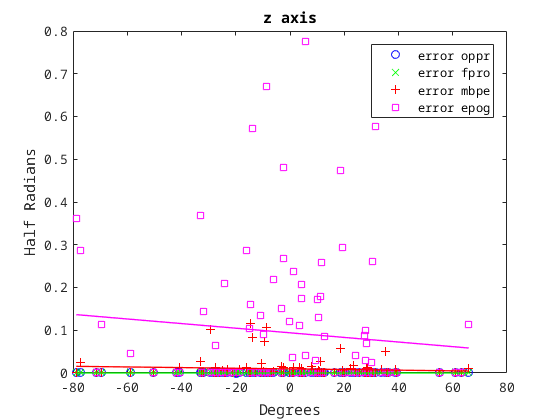 z axis
0.8
0.7
0.6
0.5
0.4
0.3
0.2
0.1
0
Half Radians
error oppr
error fpro
error mbpe
error epog
-80 -60 -40 -20 0 20 40 60 80
Degrees